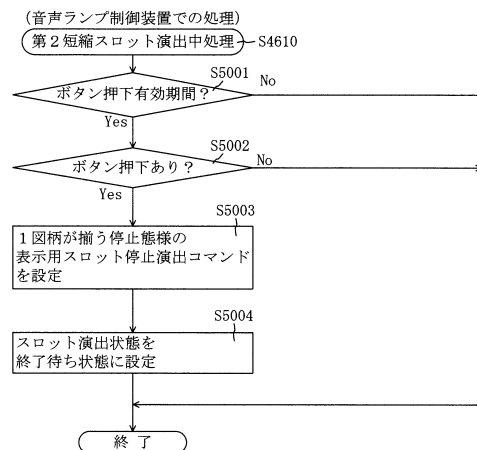 (音声ランプ制御装置での処理)
第2短縮スロット演出中処理
S4610
S5001
ボタン押下有効期間?
No
Yes
S5002
ボタン押下あり?
No
Yes
S5003
1図柄が揃う停止態様の
表示用スロット停止演出コマンド
を設定
S5004
スロット演出状態を
終了待ち状態に設定
終 了